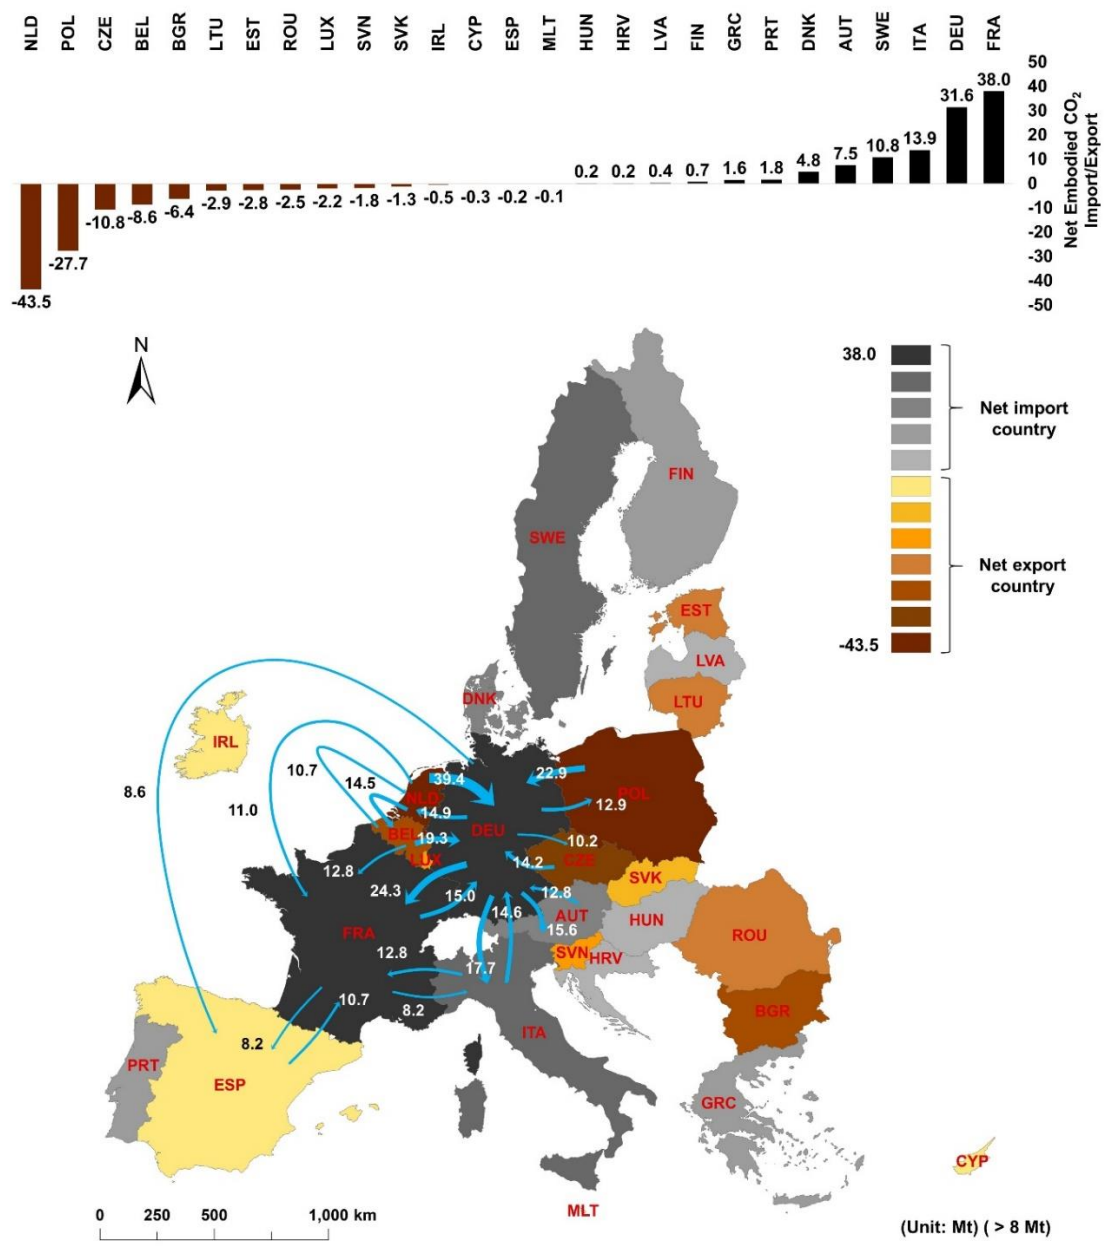 NLD POL CZE BEL BGR LTU EST ROU LUX SVN SVK IRL CYP ESP MLT HUN HRV LVA FIN GRC PRT DNK AUT SWE ITA DEU FRA
50
40
30
20
10
0
-10
-20
-30
-40
-50
Net Embodied CO2
Import/Export
-43.5 -27.7 -10.8 -8.6 -6.4 -2.9 -2.8 -2.5 -2.2 -1.8 -1.3 -0.5 -0.3 -0.2 -0.1 0.2 0.2 0.4 0.7 1.6 1.8 4.8 7.5 10.8 13.9 31.6 38.0
N
38.0
Net import
country
Net export
country
-43.5
FIN
SWE
EST
LVA
LTU
DNK
IRL
10.7
39.4
22.9
8.6
14.5
NLD
POL
11.0
14.9
12.9
BEL
DEU
19.3
10.2
LUX
12.8
14.2
CZE
24.3
15.0
12.8
SVK
14.6
AUT
HUN
15.6
FRA
ROU
12.8
SVN
HRV
17.7
10.7
8.2
BGR
ITA
8.2
PRT
ESP
GRC
CYP
MLT
0 250 500 1,000 km
(Unit: Mt) ( > 8 Mt)